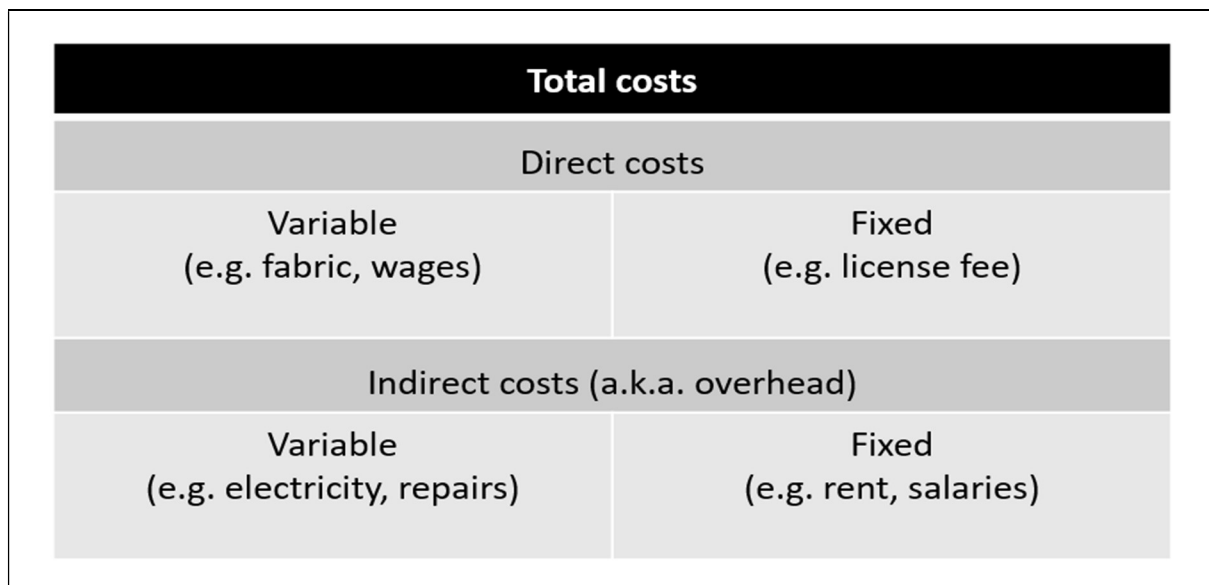 Total costs
Direct costs
Variable
(e.g. fabric, wages)
Fixed
(e.g. license fee)
Indirect costs (a.k.a. overhead)
Variable
(e.g. electricity, repairs)
Fixed
(e.g. rent, salaries)